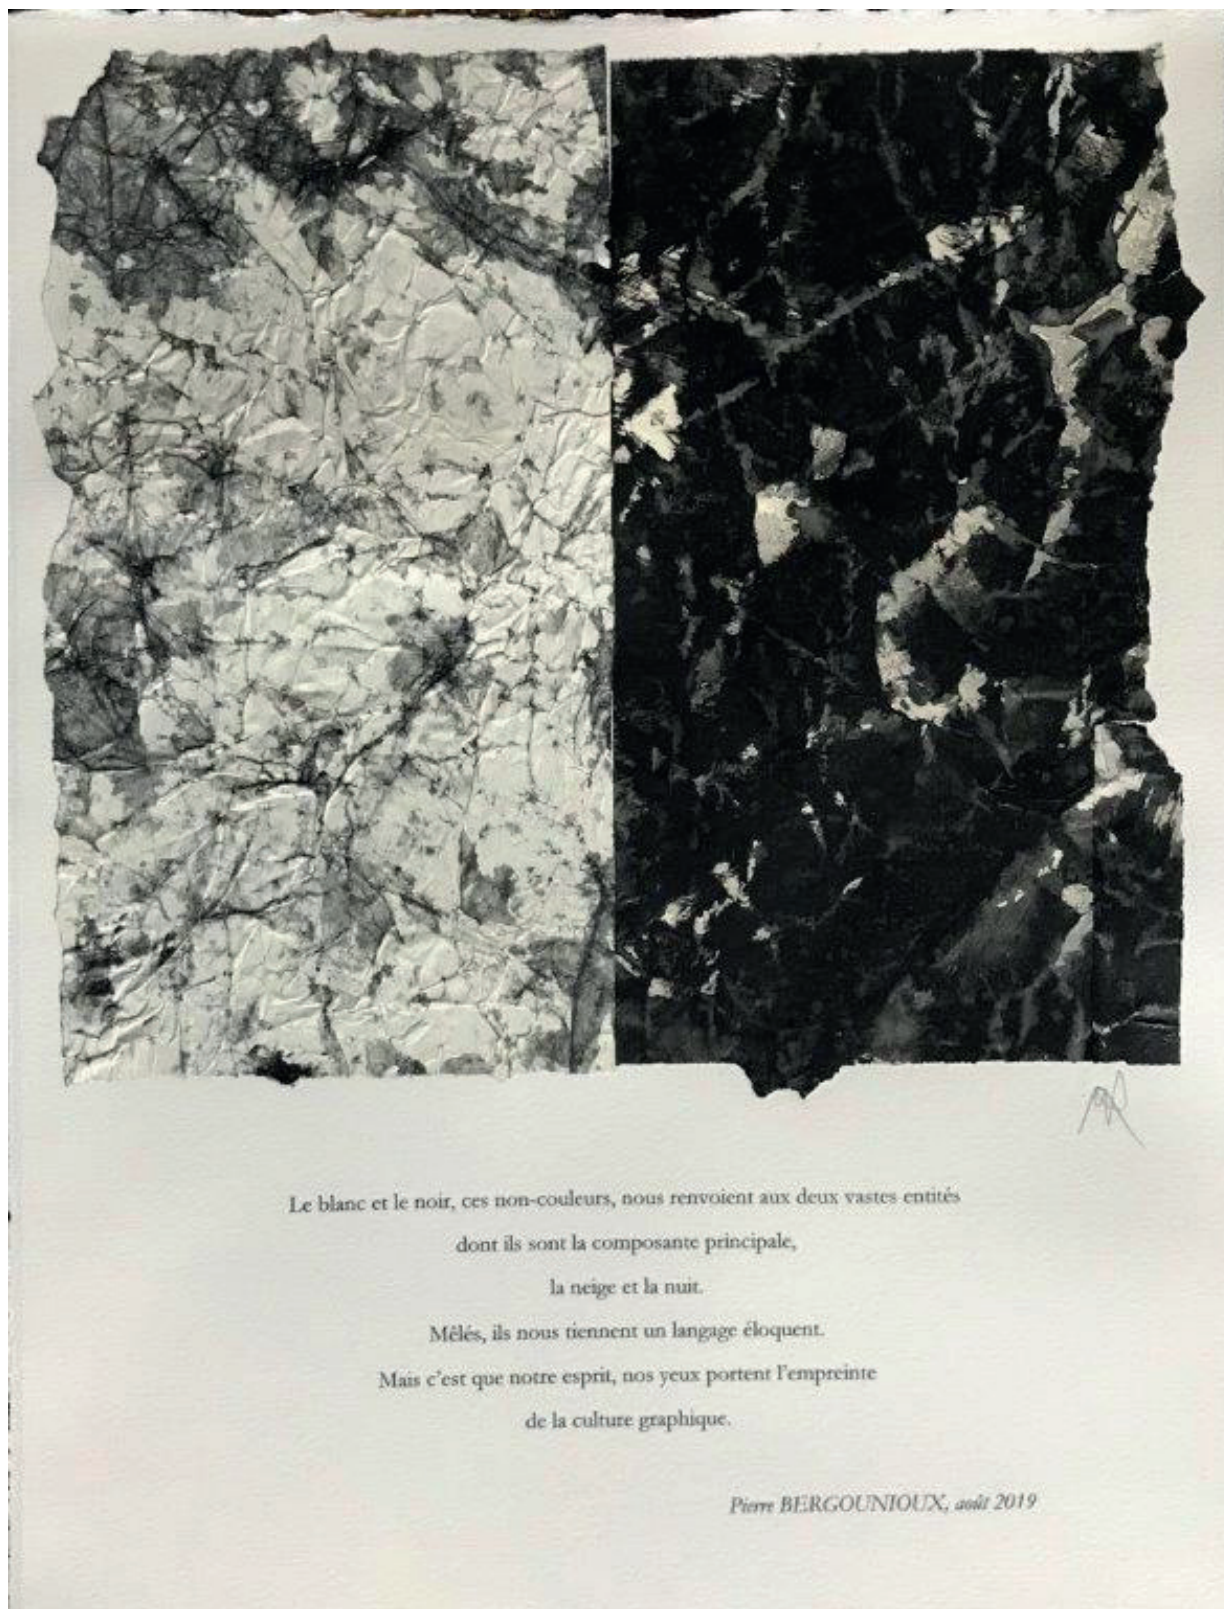 Le blanc et le noir, ces non-couleurs, nous renvoient aux deux vastes entités
dont ils sont la composante principale,
la neige et la nuit.
Mêlés, ils nous tiennent un langage éloquent.
Mais c'est que notre esprit, nos yeux portent l'empreinte
de la culture graphique.
Pierre BERGOUNIOUX, août 2019